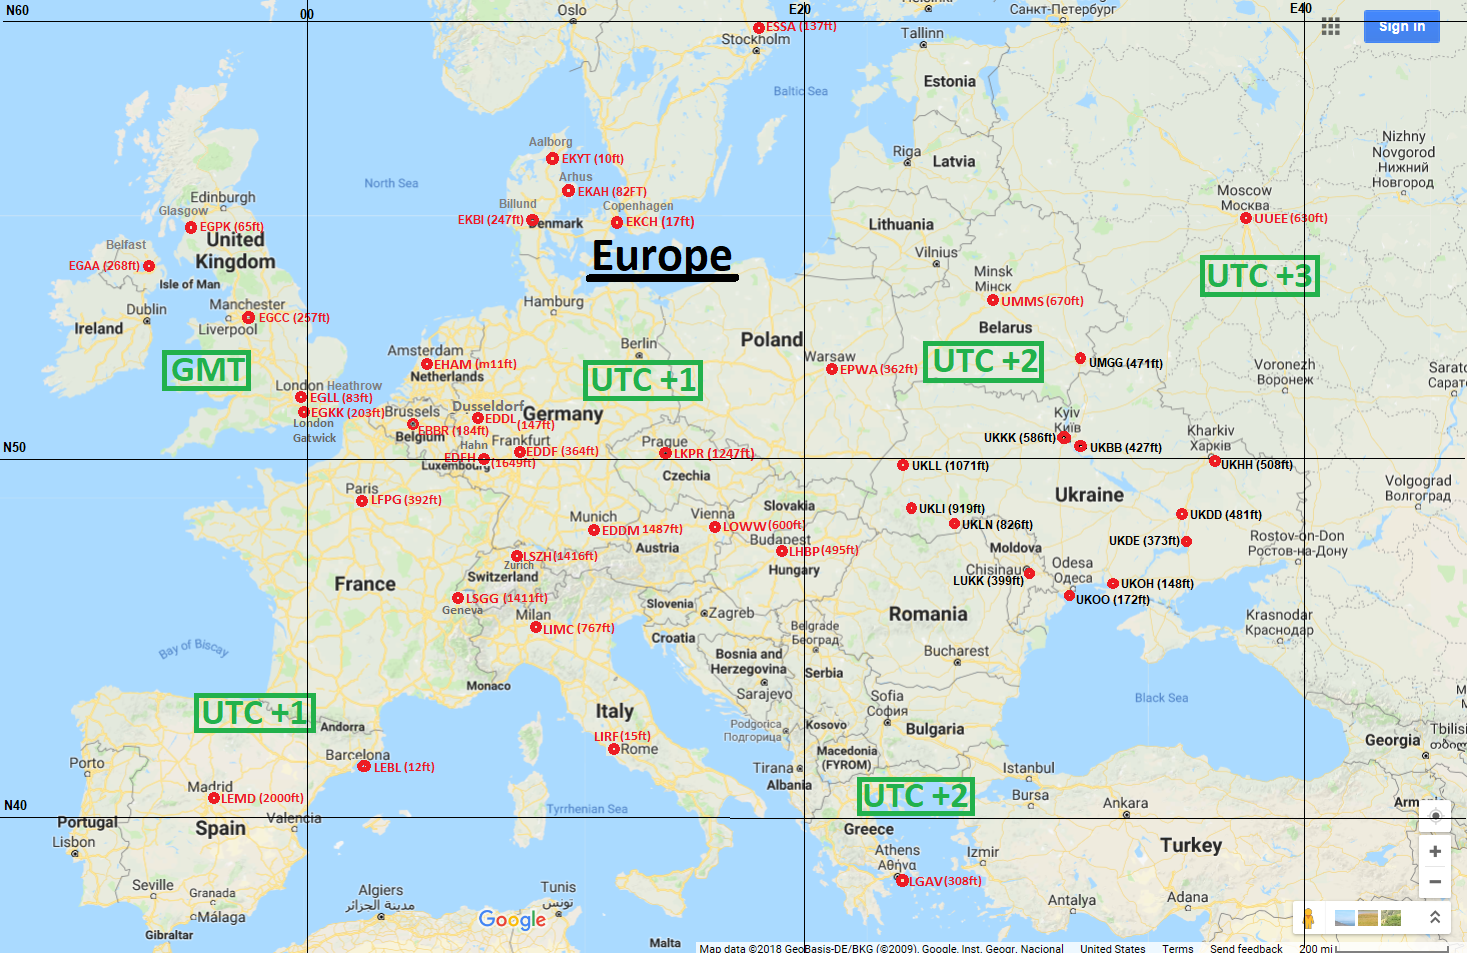 N60
00
Oslo
E20
ESSA (137ft)
Stockholm
Санкт-Петербург
E40
Sign in
Tallinn
Estonia
Baltic Sea
Riga
Latvia
Nizhny
Novgorod
Нижний
Новгород
Aalborg
EKYT (10ft)
Arhus
EKAH (82FT)
North Sea
Billund
EKBI (247ft)
Denmark
Copenhagen
EKCH (17ft)
Edinburgh
Glasgow
EGPK (65ft)
United
Kingdom
Belfast
EGAA (268ft)
Isle of Man
Europe
Lithuania
Vilnius
Moscow
Москва
UUEE (630ft)
UTC +3
Minsk
Мінск
UMMS (670ft)
Belarus
Dublin
Ireland
Manchester
EGCC (257ft)
Liverpool
Hamburg
Berlin
Poland
Warsaw
EPWA (362ft)
UTC +2
UMGG (471ft)
Voronezh
Воронеж
Sarato
Сарато
GMT
Amsterdam
EHAM (m11ft)
Netherlands
UTC +1
London Heathrow
EGLL (83ft)
EGKK (203ft)
London
Gatwick
Brussels
EBBR (184ft)
Belgium
Dusseldorf
EDDL (147ft)
Germany
Hahn
EDFH (1649ft)
Luxembourg
Frankfurt
EDDF (364ft)
Prague
LKPR (1247ft)
Czechia
Kyiv
Київ
UKKK (586ft)
UKBB (427ft)
Kharkiv
Харків
UKHH (508ft)
N50
UKLL (1071ft)
Ukraine
Volgograd
Волгоград
Paris
LFPG (392ft)
Munich
EDDM 1487ft)
Vienna
LOWW (600ft)
Slovakia
UKLI (919ft)
UKLN (826ft)
UKDD (481ft)
UKDE (373ft)
Rostov-on-Don
Ростов-на-Дону
Austria
Budapest
LHBP (495ft)
Hungary
Moldova
Chisinau
LUKK (399ft)
Odesa
Одеса
UKOH (148ft)
UKOO (172ft)
LSZH (1416ft)
Zurich
Switzerland
France
LSGG (1411ft)
Geneva
Milan
LIMC (767ft)
Slovenia
Zagreb
Croatia
Romania
Belgrade
Београд
Krasnodar
Краснодар
Bay of Biscay
Bosnia and
Herzegovina
Serbia
Bucharest
Monaco
Sarajevo
Sofia
София
Black Sea
UTC +1
Andorra
Italy
LIRF (15ft)
Rome
Podgorica
Подгорица
Kosovo
Bulgaria
Macedonia
(FYROM)
Georgia
Tbilisi
Porto
Barcelona
LEBL (12ft)
Tirana
Albania
Istanbul
Bursa
UTC +2
Madrid
LEMD (2000ft)
Tyrrhenian Sea
Ankara
N40
Portugal
Lisbon
Spain
Valencia
Greece
Turkey
Athens
Αθήνα
LGAV (308ft)
Izmir
Seville
Granada
Málaga
Gibraltar
Algiers
مدينة الجزائر
Tunis
تونس
Google
Antalya
Adana
Malta
Map data ©2018 GeoBasis-DE/BKG (©2009), Google, Inst. Geogr. Nacional United States Terms Send feedback 200 mi